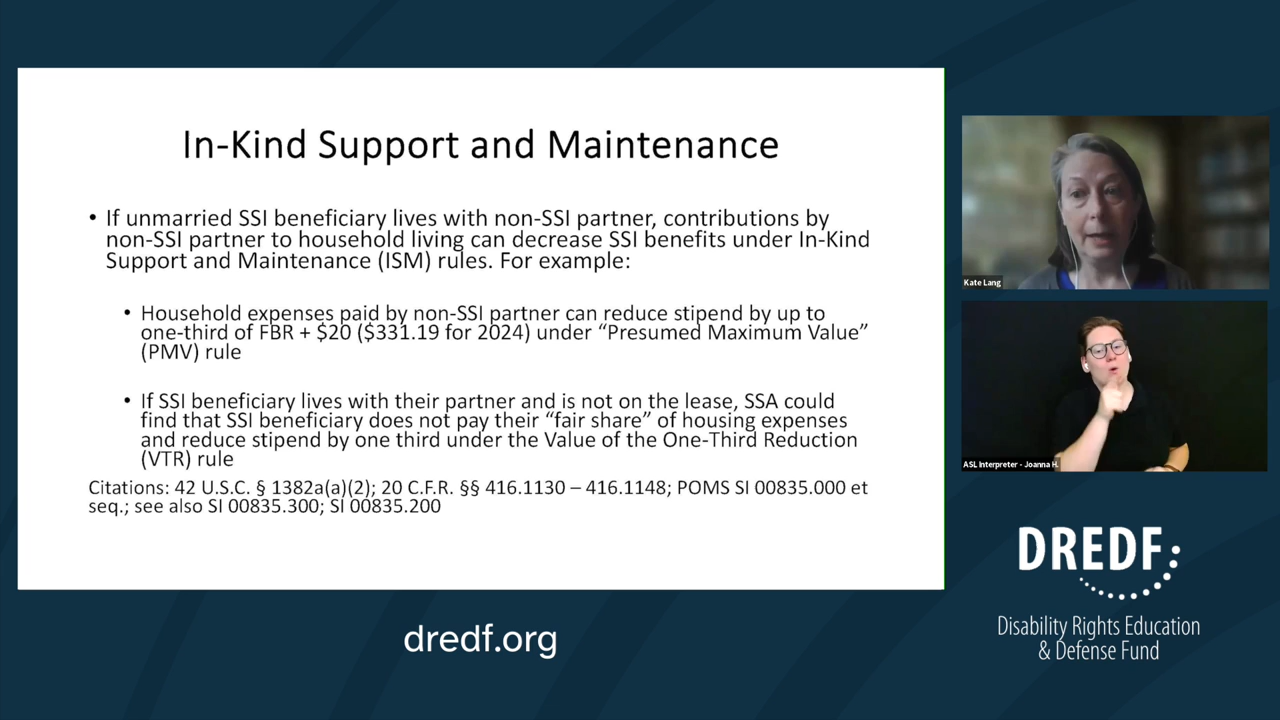 In-Kind Support and Maintenance
• If unmarried SSI beneficiary lives with non-SSI partner, contributions by
non-SSI partner to household living can decrease SSI benefits under In-Kind
Support and Maintenance (ISM) rules. For example:
• Household expenses paid by non-SSI partner can reduce stipend by up to
one-third of FBR + $20 ($331.19 for 2024) under “Presumed Maximum Value”
(PMV) rule
• If SSI beneficiary lives with their partner and is not on the lease, SSA could
find that SSI beneficiary does not pay their “fair share” of housing expenses
and reduce stipend by one third under the Value of the One-Third Reduction
(VTR) rule
Citations: 42 U.S.C. § 1382a(a)(2); 20 C.F.R. §§ 416.1130 – 416.1148; POMS SI 00835.000 et
seq.; see also SI 00835.300; SI 00835.200
Kate Lang
ASL Interpreter - Joanna H.
DREDF
Disability Rights Education
& Defense Fund
dredf.org